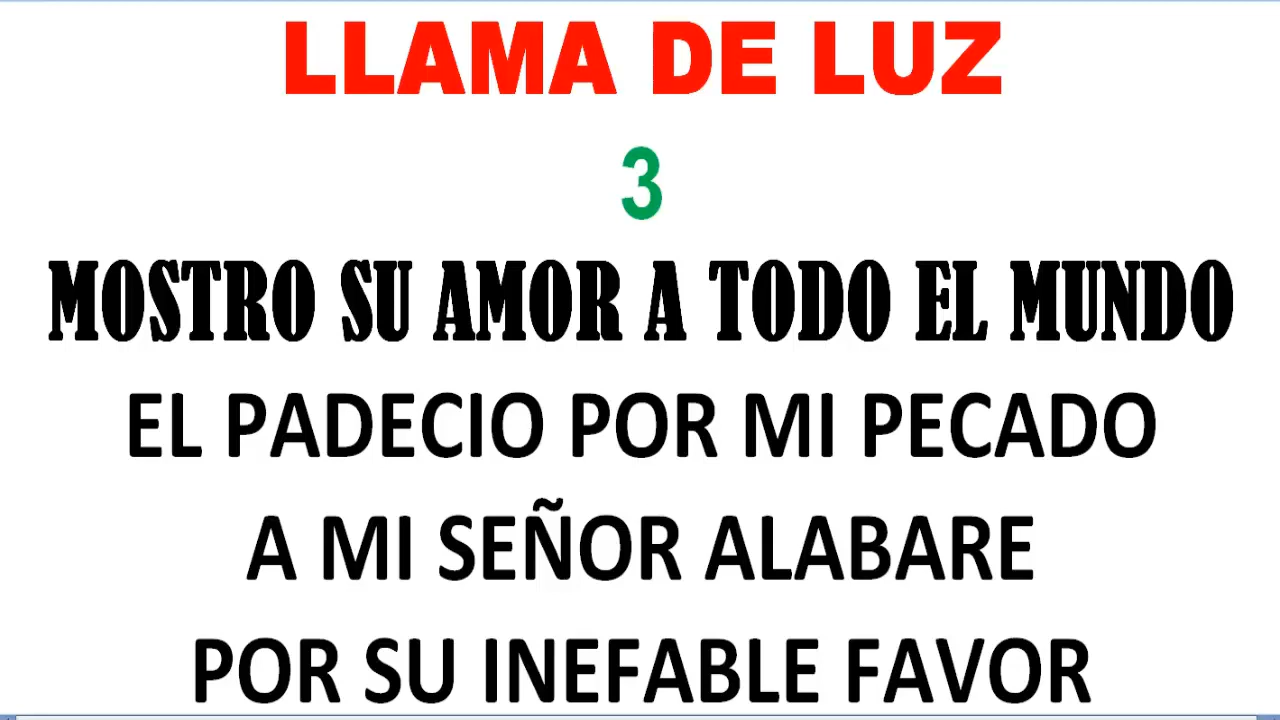 LLAMA DE LUZ
3
MOSTRO SU AMOR A TODO EL MUNDO
EL PADECIO POR MI PECADO
A MI SEÑOR ALABARE
POR SU INEFABLE FAVOR